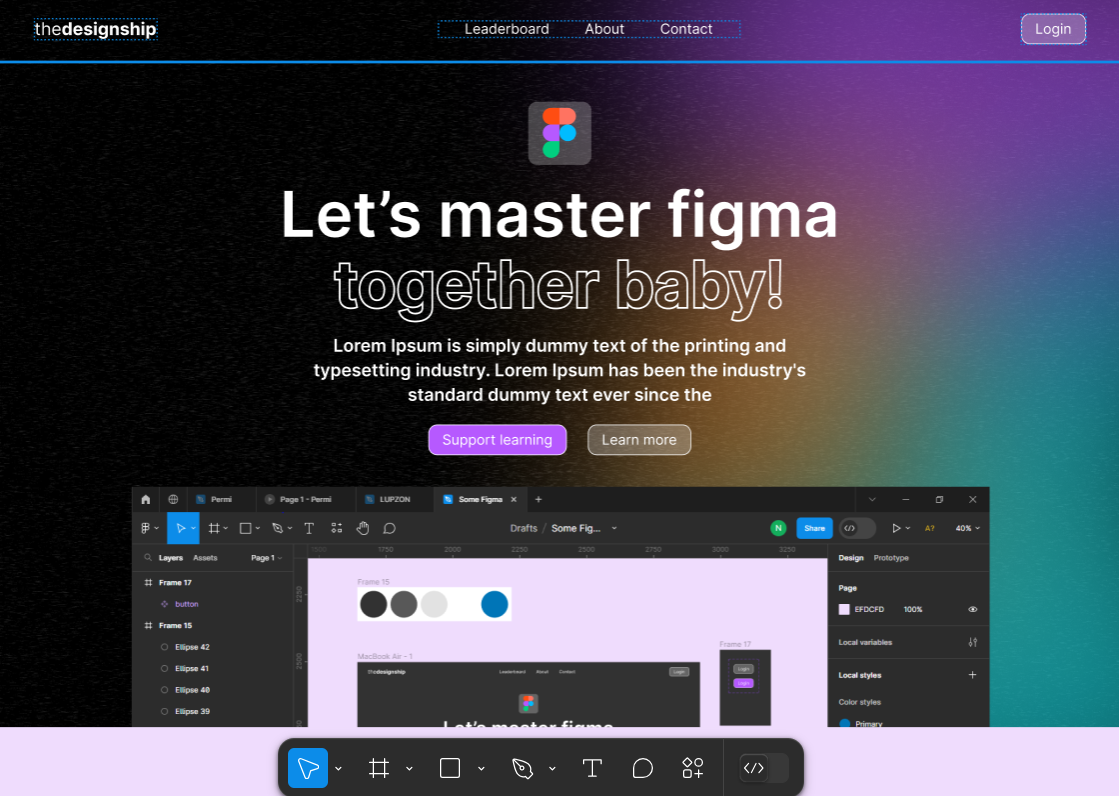 thedesignship
Leaderboard About Contact
Login
Let's master figma
together baby!
Lorem Ipsum is simply dummy text of the printing and
typesetting industry. Lorem Ipsum has been the industry's
standard dummy text ever since the
Support learning Learn more
Permi Page 1 - Permi LUPZON Some Figma
Drafts / Some Fig...
N Share A? 40%
Layers Assets Page 1
1750 2000 2250 2500 2750 3000 3250
Design Prototype
Frame 17
button
Frame 15
Ellipse 42
Ellipse 41
Ellipse 40
Ellipse 39
2250
2500
Frame 15
MacBook Air - 1
thedesignship Leaderboard About Contact Login
Let's master figma
Frame 17
Login
Login
Page
EFDCFD 100%
Local variables
Local styles
Color styles
Primary